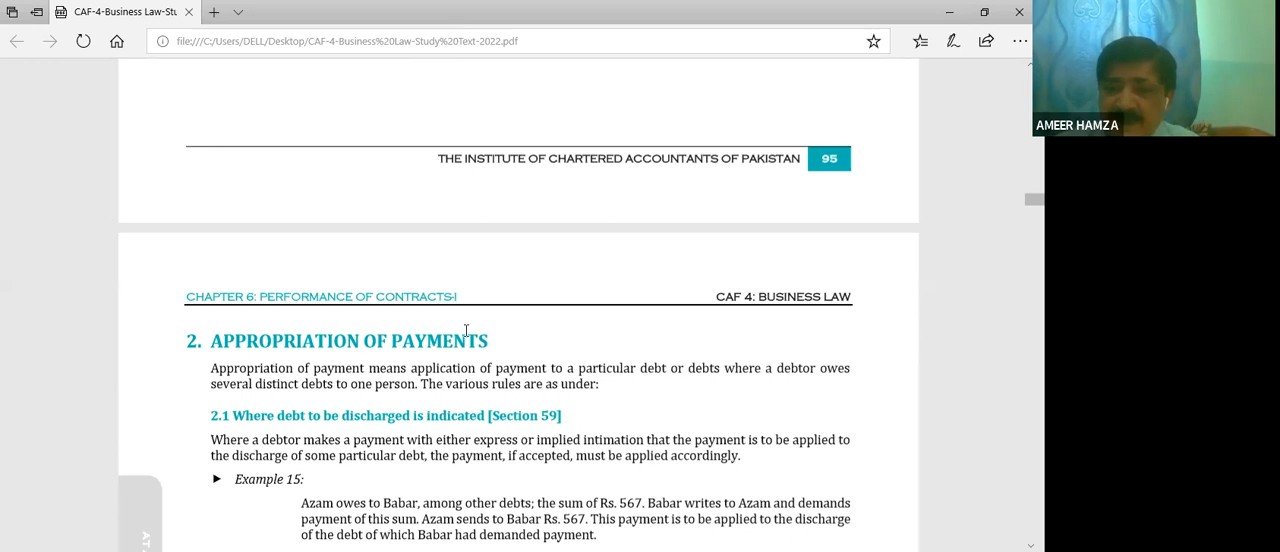 CAF-4-Business Law-Stu
file:///C:/Users/DELL/Desktop/CAF-4-Business%20Law-Study%20Text-2022.pdf
AMEER HAMZA
THE INSTITUTE OF CHARTERED ACCOUNTANTS OF PAKISTAN 95
CHAPTER 6: PERFORMANCE OF CONTRACTS-I CAF 4: BUSINESS LAW
2. APPROPRIATION OF PAYMENTS
Appropriation of payment means application of payment to a particular debt or debts where a debtor owes
several distinct debts to one person. The various rules are as under:
2.1 Where debt to be discharged is indicated [Section 59]
Where a debtor makes a payment with either express or implied intimation that the payment is to be applied to
the discharge of some particular debt, the payment, if accepted, must be applied accordingly.
Example 15:
Azam owes to Babar, among other debts; the sum of Rs. 567. Babar writes to Azam and demands
payment of this sum. Azam sends to Babar Rs. 567. This payment is to be applied to the discharge
of the debt of which Babar had demanded payment.
AT A